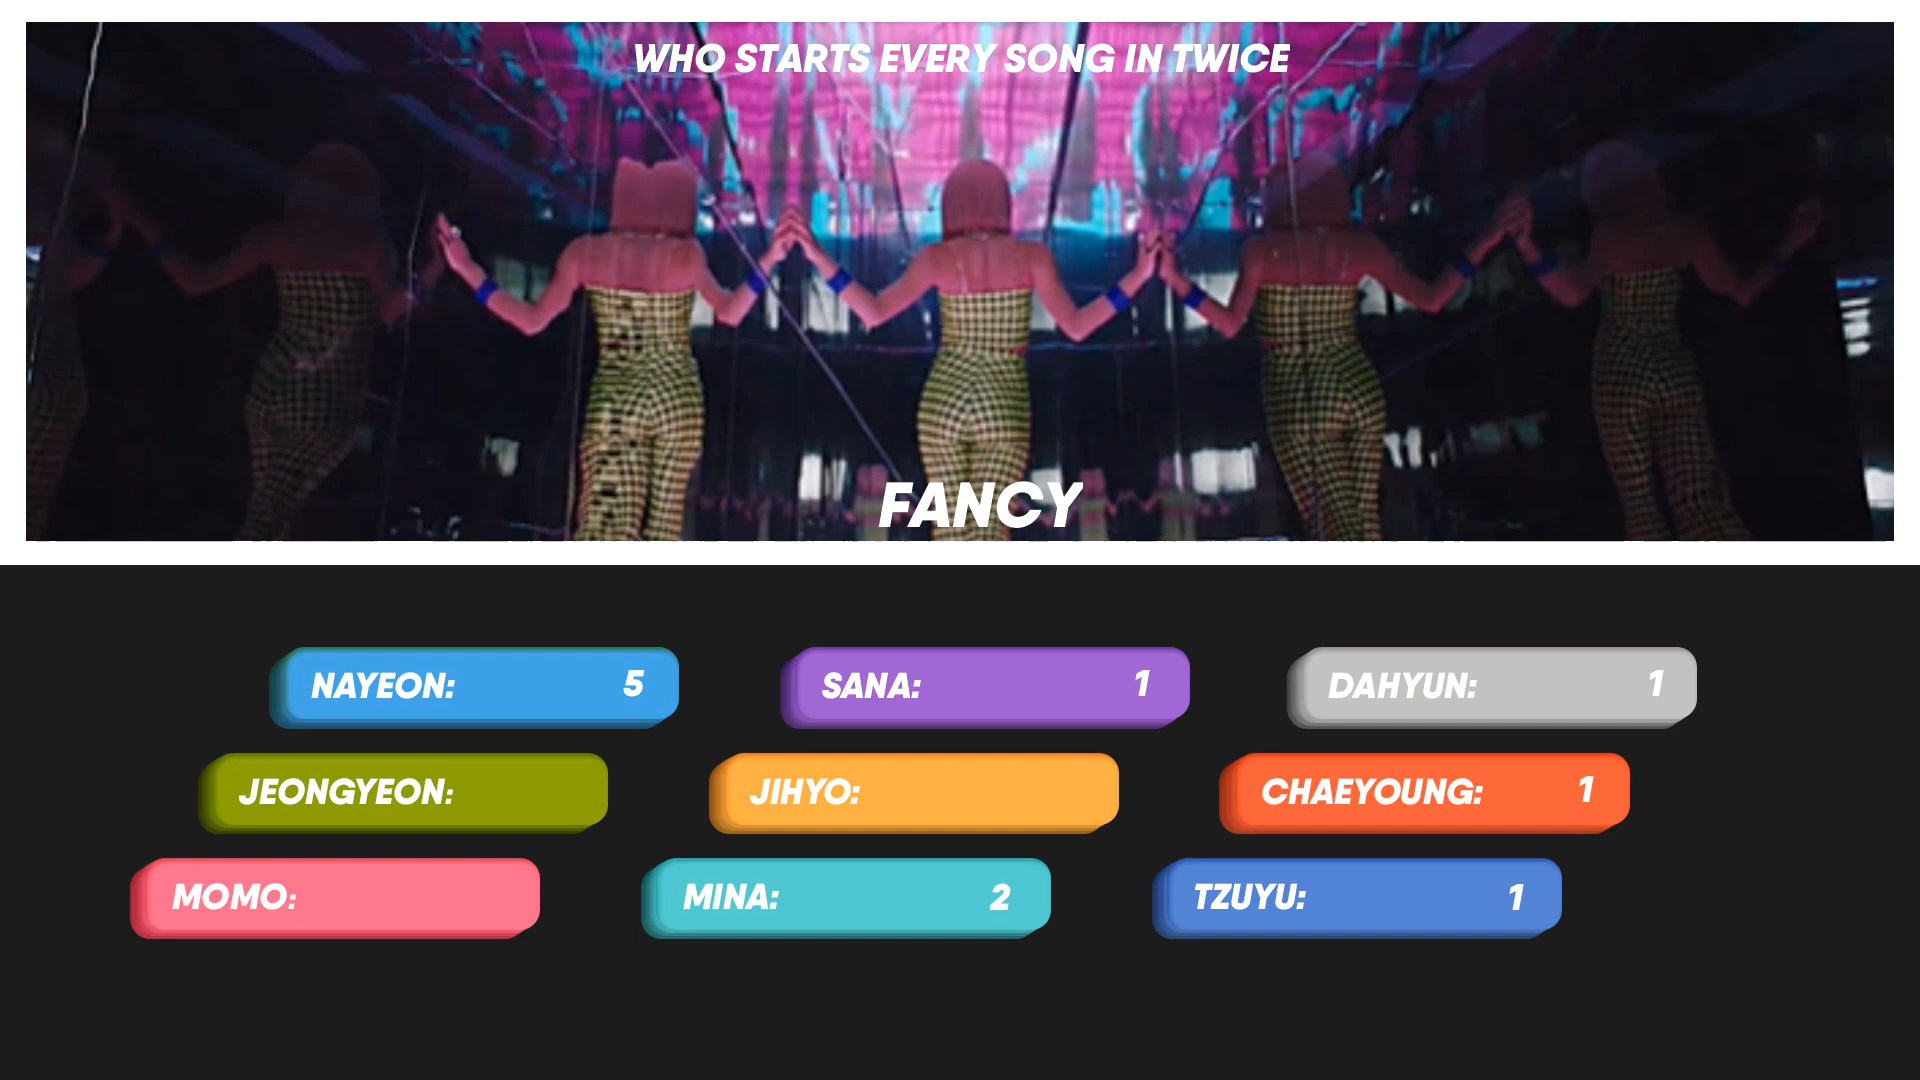 WHO STARTS EVERY SONG IN TWICE
FANCY
NAYEON: 5
SANA: 1
DAHYUN: 1
JEONGYEON:
JIHYO:
CHAEYOUNG: 1
MOMO:
MINA: 2
TZUYU: 1